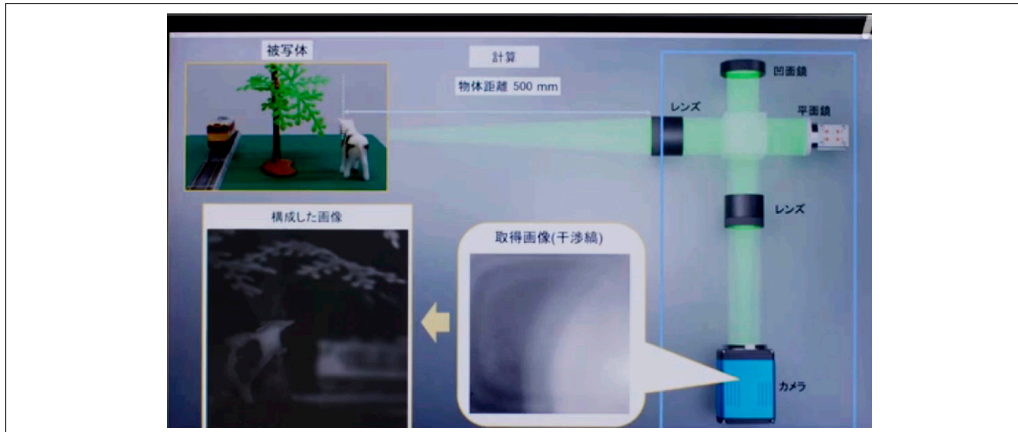 被写体
計算
物体距離 500 mm
凹面鏡
レンズ
平面鏡
レンズ
構成した画像
取得画像(干渉縞)
カメラ